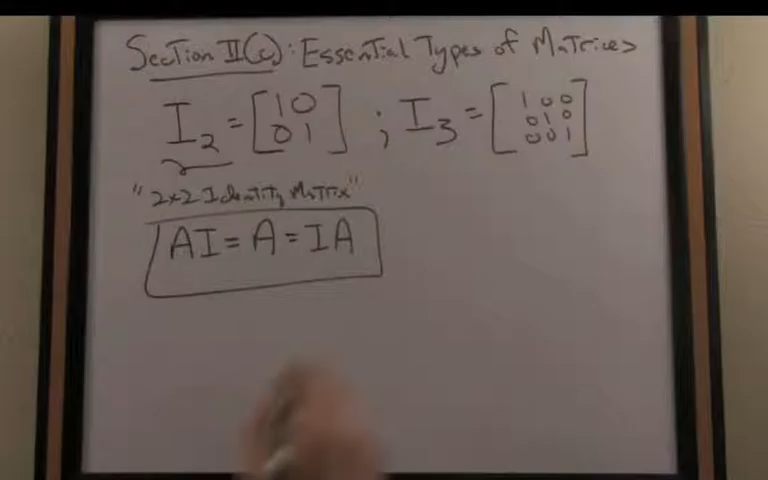 Section II(c): Essential Types of Matrices
I2 = [1 0 ; I3 = [1 0 0
0 1] 0 1 0
0 0 1]
"2x2 Identity Matrix"
AI = A = IA